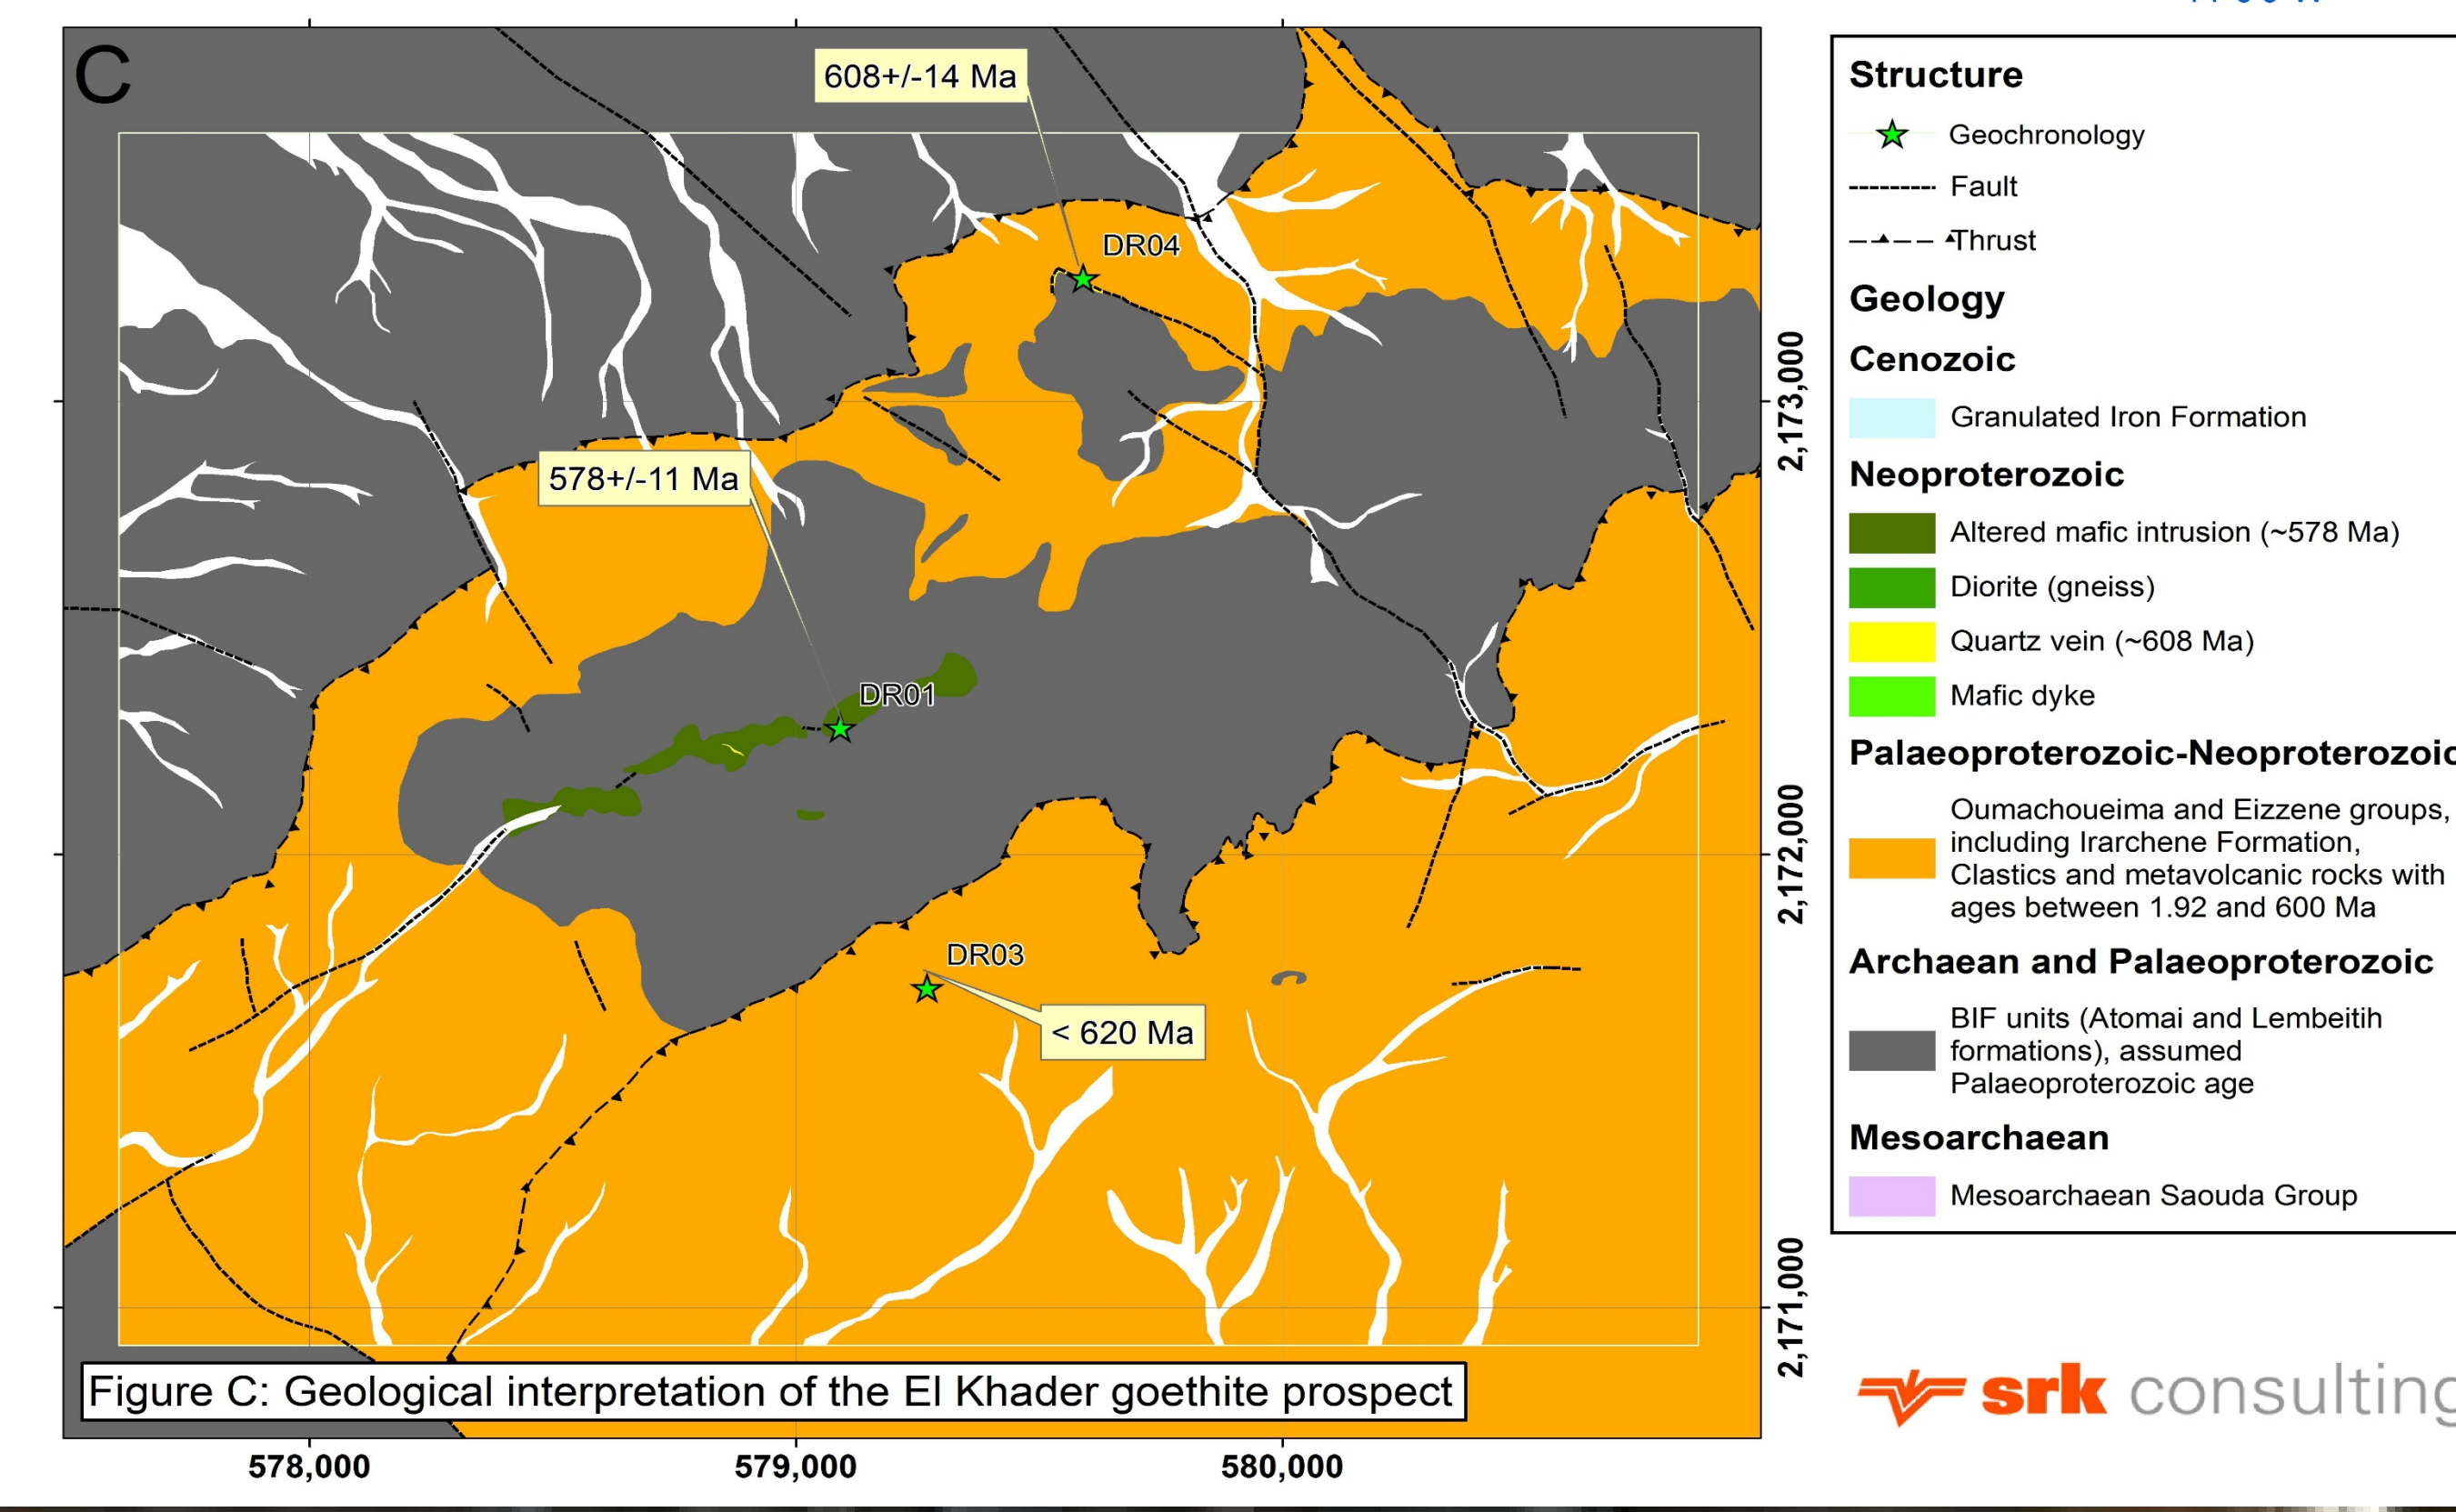 C
608+/-14 Ma
DR04
578+/-11 Ma
DR01
DR03
< 620 Ma
2,173,000
2,172,000
2,171,000
Figure C: Geological interpretation of the El Khader goethite prospect
578,000
579,000
580,000
Structure
Geochronology
Fault
Thrust
Geology
Cenozoic
Granulated Iron Formation
Neoproterozoic
Altered mafic intrusion (~578 Ma)
Diorite (gneiss)
Quartz vein (~608 Ma)
Mafic dyke
Palaeoproterozoic-Neoproterozoic
Oumachoueima and Eizzene groups,
including Irarchene Formation,
Clastics and metavolcanic rocks with
ages between 1.92 and 600 Ma
Archaean and Palaeoproterozoic
BIF units (Atomai and Lembeitih
formations), assumed
Palaeoproterozoic age
Mesoarchaean
Mesoarchaean Saouda Group
srk consulting